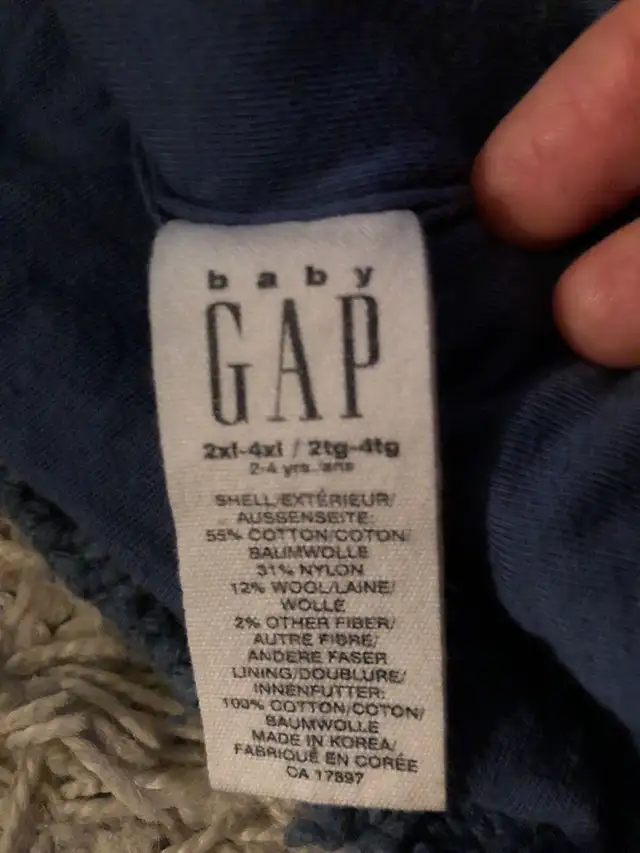 baby
GAP
2xl-4xl / 2tg-4tg
2-4 yrs./ans
SHELL/EXTÉRIEUR/
AUSSENSEITE:
55% COTTON/COTON/
BAUMWOLLE
31% NYLON
12% WOOL/LAINE/
WOLLE
2% OTHER FIBER/
AUTRE FIBRE/
ANDERE FASER
LINING/DOUBLURE/
INNENFUTTER:
100% COTTON/COTON/
BAUMWOLLE
MADE IN KOREA/
FABRIQUÉ EN CORÉE
CA 17897